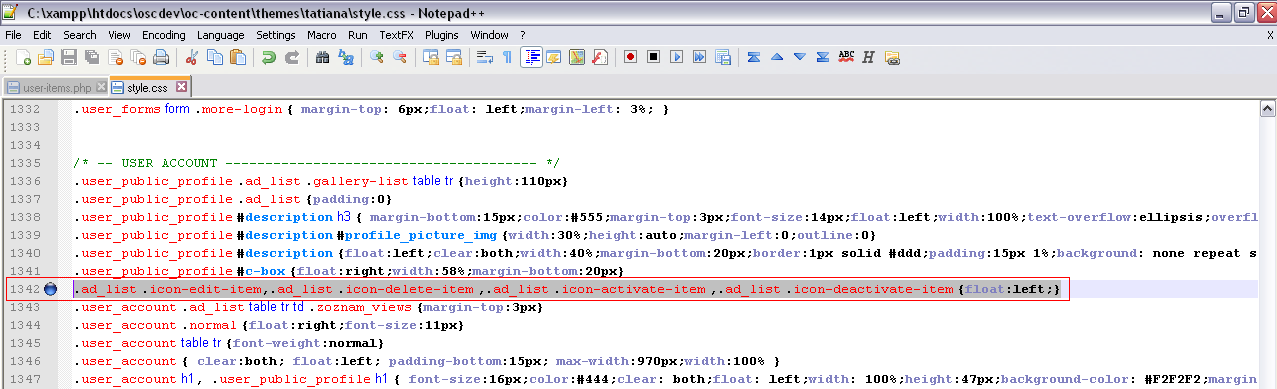 C:\xampp\htdocs\oscdev\oc-content\themes\tatiana\style.css - Notepad++
File Edit Search View Encoding Language Settings Macro Run TextFX Plugins Window ? X
user-items.php style.css
1332 .user_forms form .more-login { margin-top: 6px;float: left;margin-left: 3%; }
1333
1334
1335 /* -- USER ACCOUNT --------------------------------------- */
1336 .user_public_profile .ad_list .gallery-list table tr {height:110px}
1337 .user_public_profile .ad_list {padding:0}
1338 .user_public_profile #description h3 { margin-bottom:15px;color:#555;margin-top:3px;font-size:14px;float:left;width:100%;text-overflow:ellipsis;overfl
1339 .user_public_profile #description #profile_picture_img {width:30%;height:auto;margin-left:0;outline:0}
1340 .user_public_profile #description {float:left;clear:both;width:40%;margin-bottom:20px;border:1px solid #ddd;padding:15px 1%;background: none repeat s
1341 .user_public_profile #c-box {float:right;width:58%;margin-bottom:20px}
1342 .ad_list .icon-edit-item,.ad_list .icon-delete-item ,.ad_list .icon-activate-item ,.ad_list .icon-deactivate-item {float:left;}
1343 .user_account .ad_list table tr td .zoznam_views {margin-top:3px}
1344 .user_account .normal {float:right;font-size:11px}
1345 .user_account table tr {font-weight:normal}
1346 .user_account { clear:both; float:left; padding-bottom:15px; max-width:970px;width:100% }
1347 .user_account h1, .user_public_profile h1 { font-size:16px;color:#444;clear: both;float: left;width: 100%;height:47px;background-color: #F2F2F2;margin